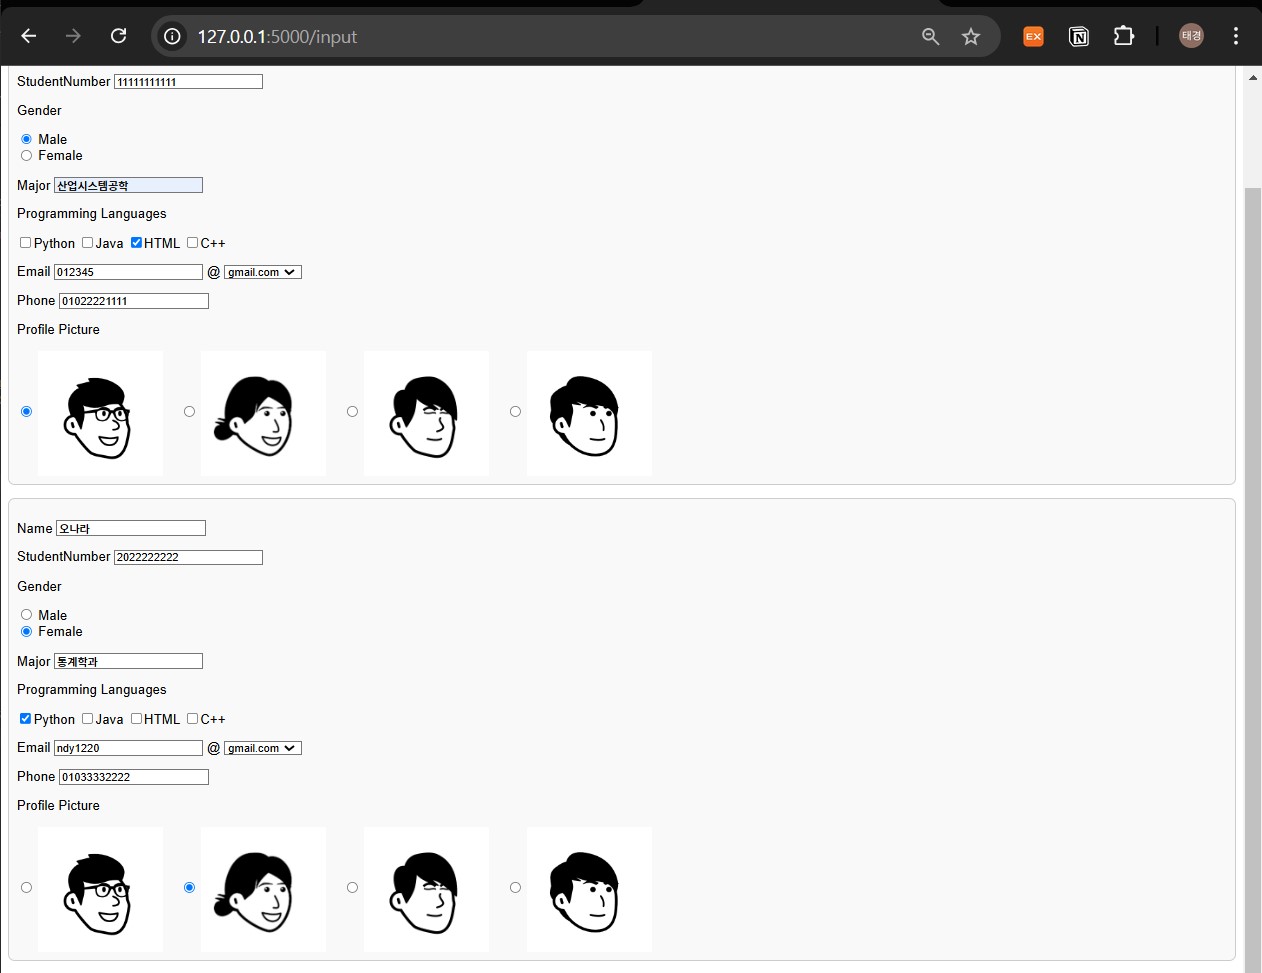 127.0.0.1:5000/input
EX
N
태경
StudentNumber 11111111111
Gender
Male
Female
Major 산업시스템공학
Programming Languages
Python Java HTML C++
Email 012345 @ gmail.com
Phone 01022221111
Profile Picture
Name 오나라
StudentNumber 2022222222
Gender
Male
Female
Major 통계학과
Programming Languages
Python Java HTML C++
Email ndy1220 @ gmail.com
Phone 01033332222
Profile Picture